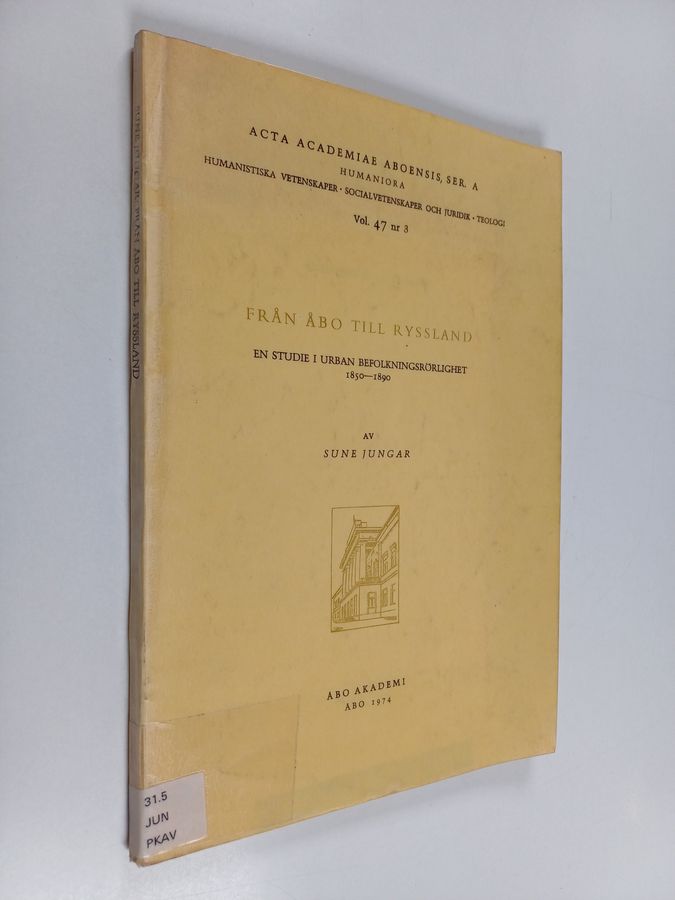 ACTA ACADEMIAE ABOENSIS, SER. A
HUMANIORA
HUMANISTISKA VETENSKAPER · SOCIALVETENSKAPER OCH JURIDIK · TEOLOGI
Vol. 47 nr 3
FRÅN ÅBO TILL RYSSLAND
EN STUDIE I URBAN BEFOLKNINGSRÖRLIGHET
1850—1890
AV
SUNE JUNGAR
ÅBO AKADEMI
ÅBO 1974
31.5
JUN
PKAV
SUNE JUNGAR FRÅN ÅBO TILL RYSSLAND